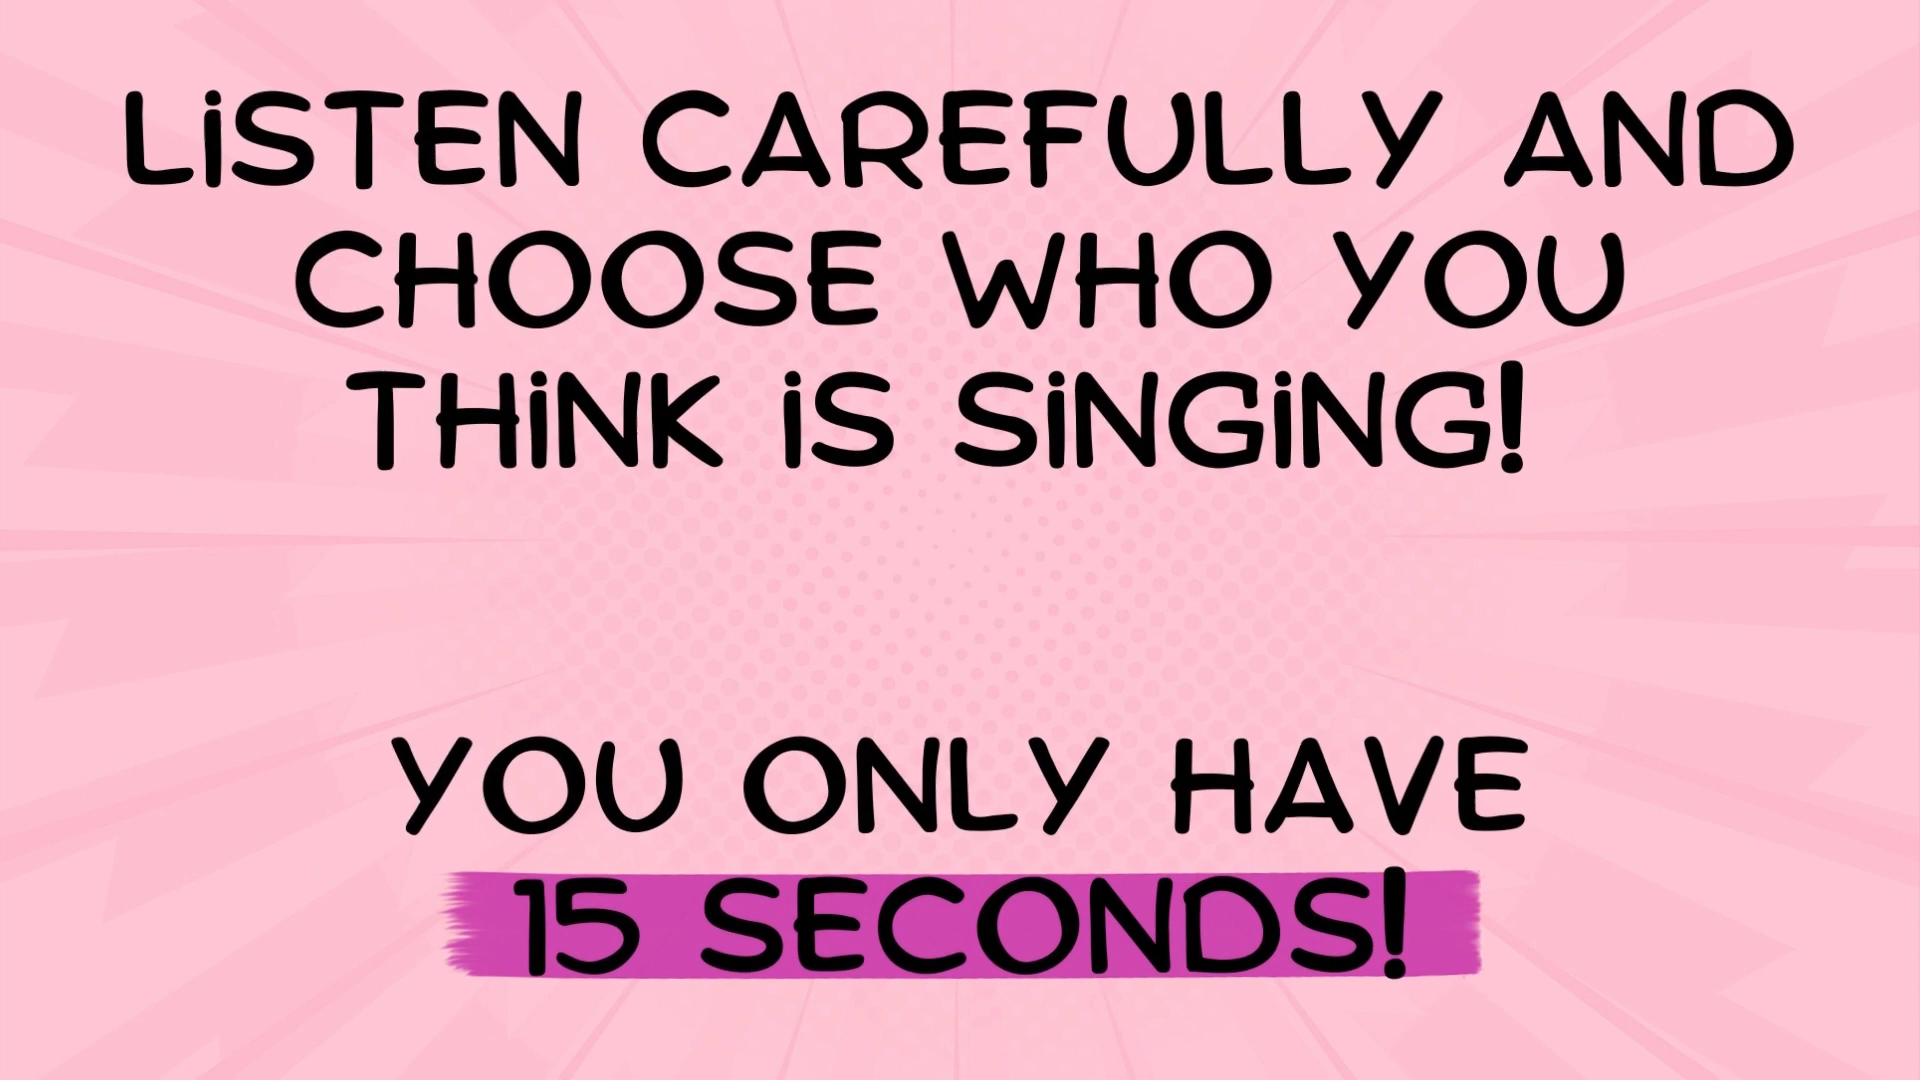 LiSTEN CAREFULLY AND
CHOOSE WHO YOU
THiNK iS SiNGiNG!
YOU ONLY HAVE
15 SECONDS!